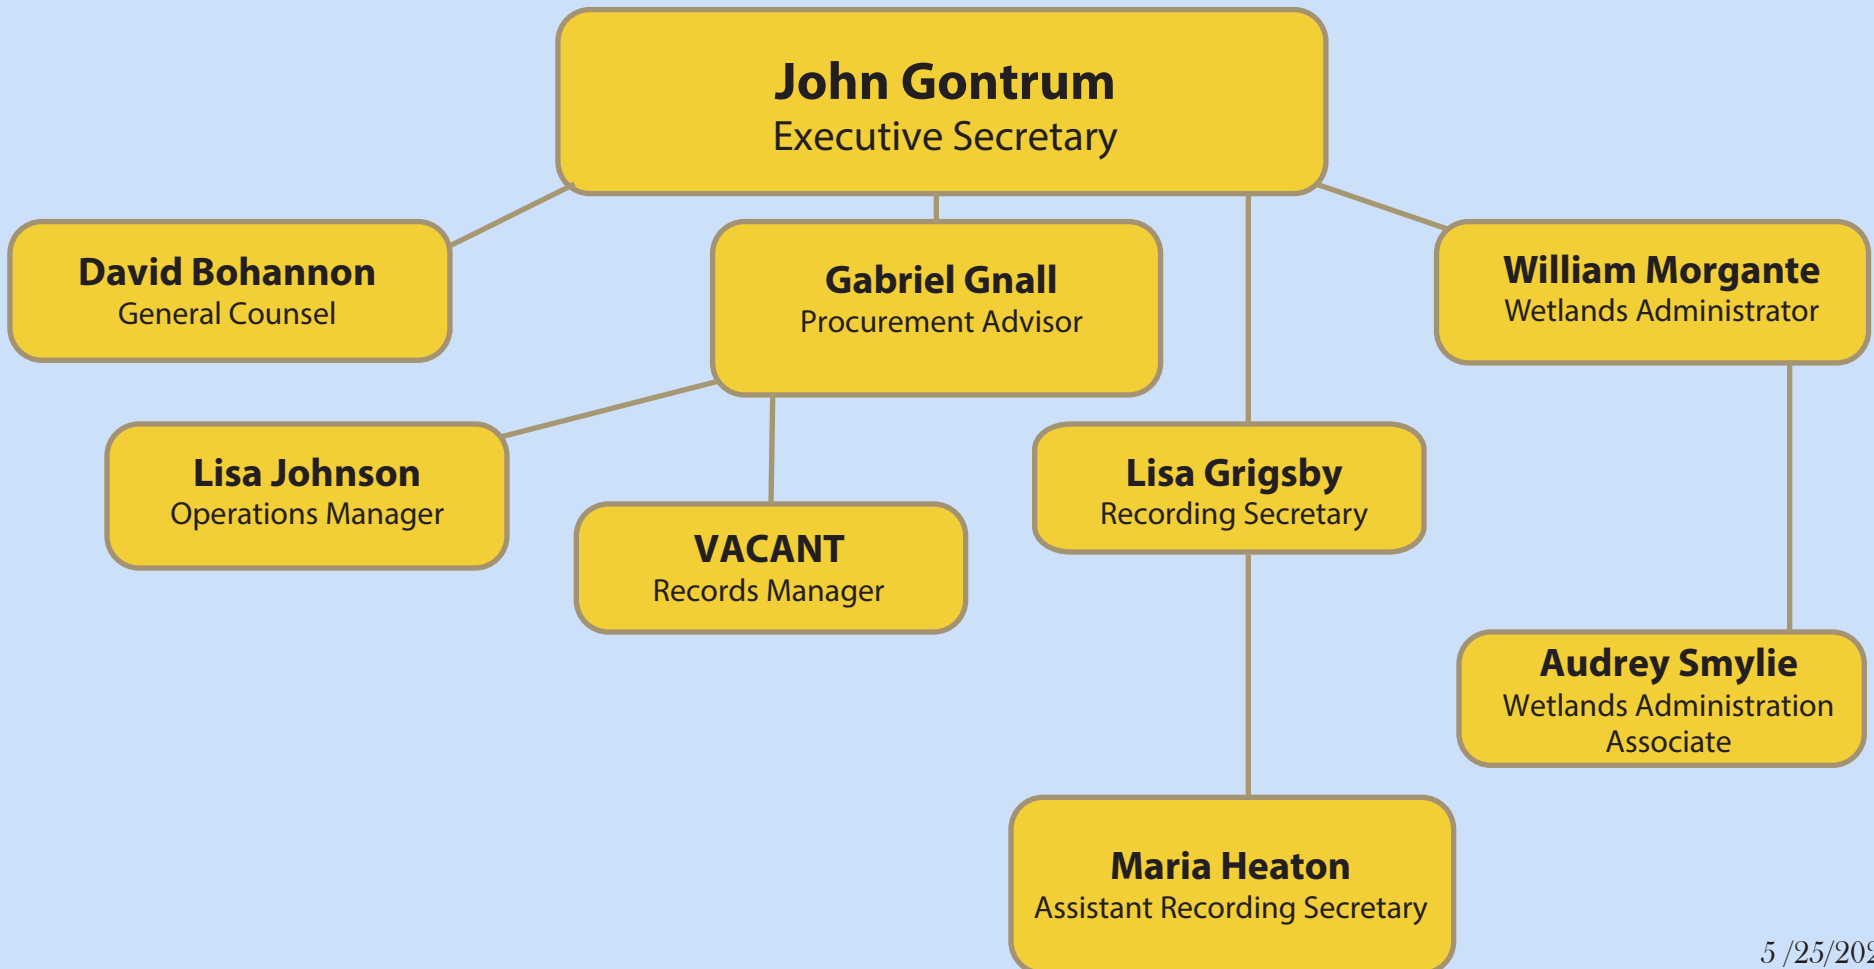 John Gontrum
Executive Secretary
David Bohannon
General Counsel
Gabriel Gnall
Procurement Advisor
William Morgante
Wetlands Administrator
Lisa Johnson
Operations Manager
VACANT
Records Manager
Lisa Grigsby
Recording Secretary
Audrey Smylie
Wetlands Administration
Associate
Maria Heaton
Assistant Recording Secretary